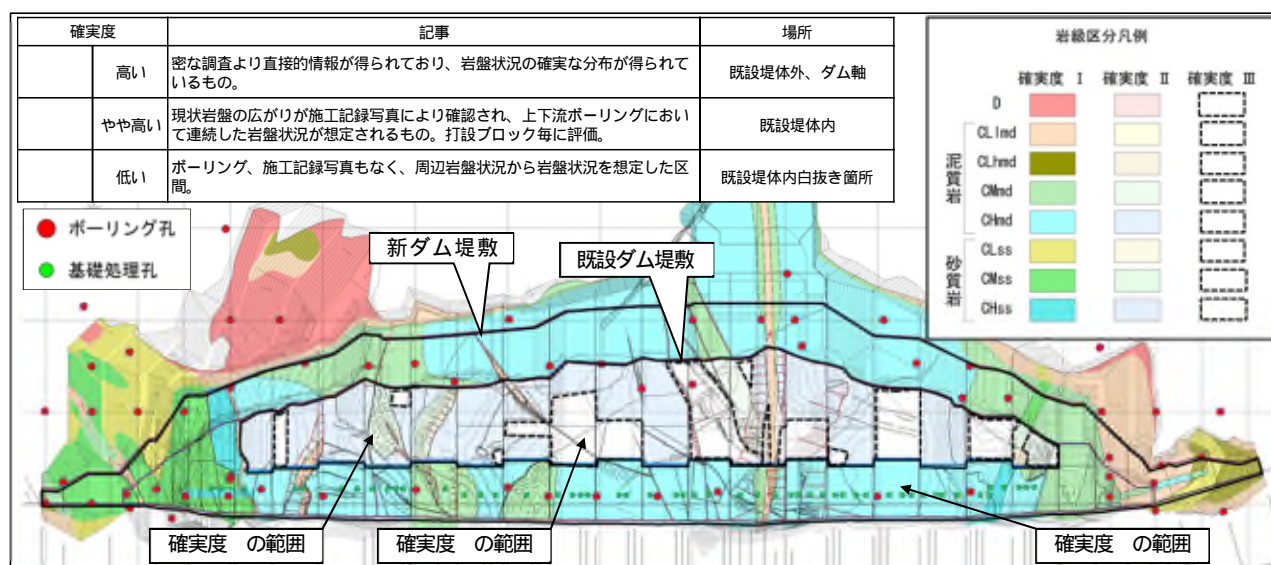 確実度 記事 場所
高い 密な調査より直接的情報が得られており、岩盤状況の確実な分布が得られて
いるもの。 既設堤体外、ダム軸
やや高い 現状岩盤の広がりが施工記録写真により確認され、上下流ボーリングにおい
て連続した岩盤状況が想定されるもの。打設ブロック毎に評価。 既設堤体内
低い ボーリング、施工記録写真もなく、周辺岩盤状況から岩盤状況を想定した区
間。 既設堤体内白抜き箇所
岩級区分凡例
確実度 Ⅰ 確実度 Ⅱ 確実度 Ⅲ
D
泥質岩
CLlmd
CLhmd
CMmd
CHmd
砂質岩
CLss
CMss
CHss
ボーリング孔
基礎処理孔
新ダム堤敷
既設ダム堤敷
確実度 の範囲
確実度 の範囲
確実度 の範囲